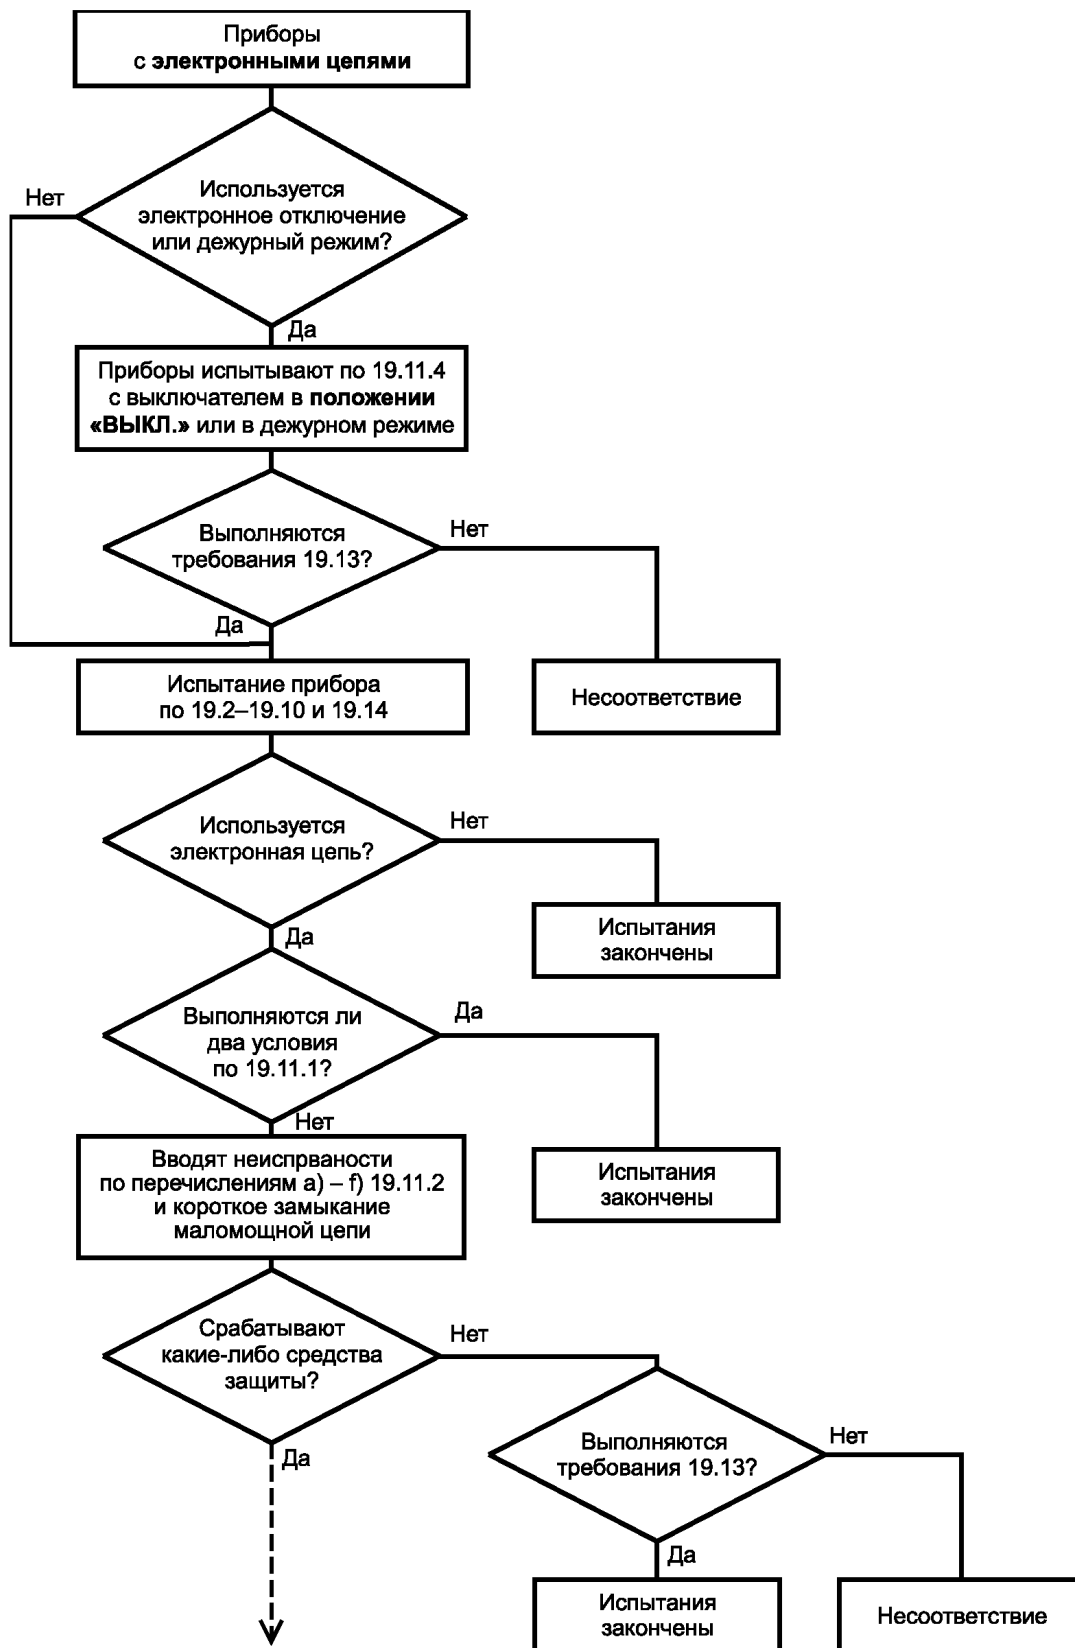 Приборы
с электронными цепями
Нет
Используется
электронное отключение
или дежурный режим?
Да
Приборы испытывают по 19.11.4
с выключателем в положении
«ВЫКЛ.» или в дежурном режиме
Выполняются
требования 19.13?
Нет
Да
Испытание прибора
по 19.2–19.10 и 19.14
Несоответствие
Используется
электронная цепь?
Нет
Да
Испытания
закончены
Выполняются ли
два условия
по 19.11.1?
Да
Нет
Вводят неиспрваности
по перечислениям a) – f) 19.11.2
и короткое замыкание
маломощной цепи
Испытания
закончены
Срабатывают
какие-либо средства
защиты?
Нет
Да
Выполняются
требования 19.13?
Нет
Да
Испытания
закончены
Несоответствие